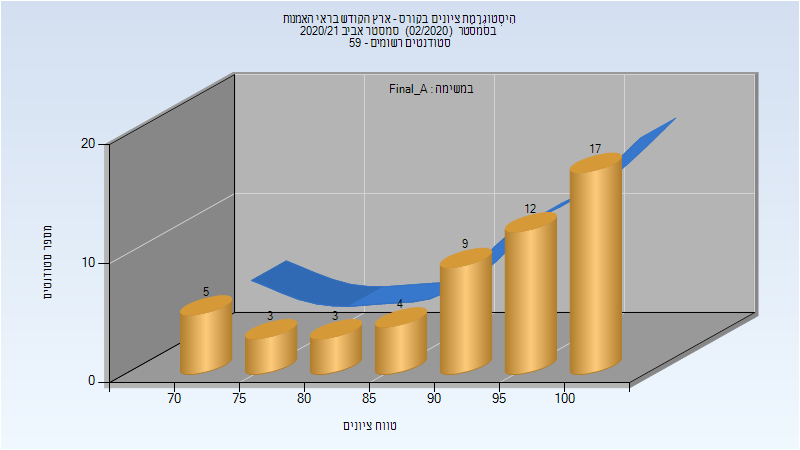 היסטוגרמת ציונים בקורס - ארץ הקודש בראי האמנות
בסמסטר (02/2020) סמסטר אביב 2020/21
סטודנטים רשומים - 59
במשימה : Final_A
מספר סטודנטים
20
10
0
5
3
3
4
9
12
17
70
75
80
85
90
95
100
טווח ציונים